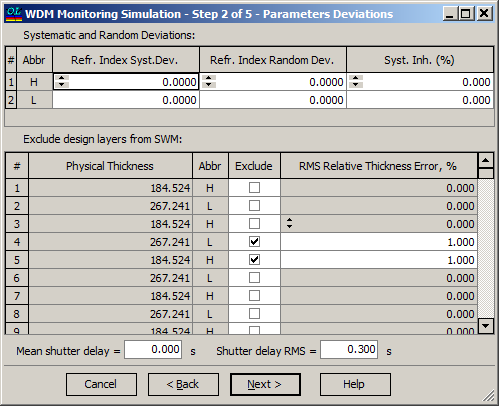 OL WDM Monitoring Simulation - Step 2 of 5 - Parameters Deviations
Systematic and Random Deviations:
# Abbr Refr. Index Syst.Dev. Refr. Index Random Dev. Syst. Inh. (%)
1 H 0.0000 0.0000 0.000
2 L 0.0000 0.0000 0.000
Exclude design layers from SWM:
# Physical Thickness Abbr Exclude RMS Relative Thickness Error, %
1 184.524 H 0.000
2 267.241 L 0.000
3 184.524 H 0.000
4 267.241 L 1.000
5 184.524 H 1.000
6 267.241 L 0.000
7 184.524 H 0.000
8 267.241 L 0.000
9 184.524 H 0.000
Mean shutter delay = 0.000 s Shutter delay RMS = 0.300 s
Cancel < Back Next > Help